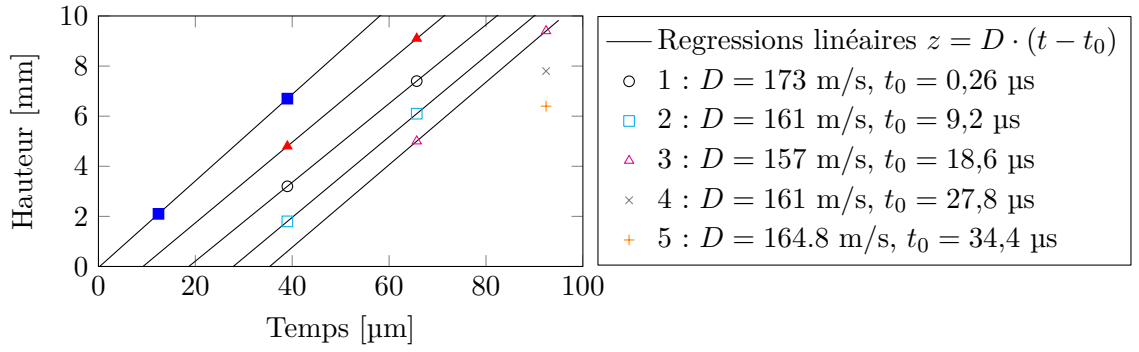 10
8
6
4
2
0
0
20
40
60
80
100
Hauteur [mm]
Temps [µm]
Regressions linéaires z = D · (t − t₀)
1 : D = 173 m/s, t₀ = 0,26 µs
2 : D = 161 m/s, t₀ = 9,2 µs
3 : D = 157 m/s, t₀ = 18,6 µs
4 : D = 161 m/s, t₀ = 27,8 µs
5 : D = 164.8 m/s, t₀ = 34,4 µs